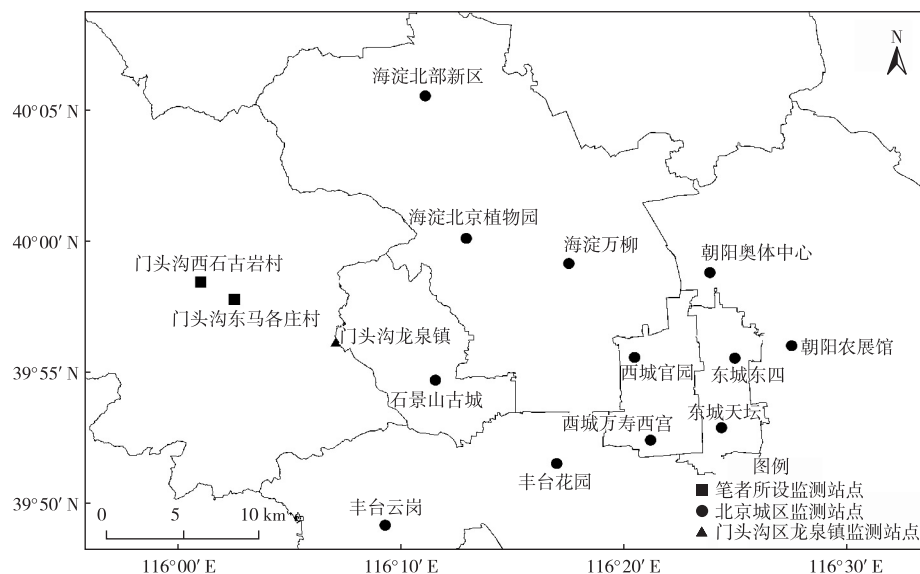 N
海淀北部新区
40°05′ N
海淀北京植物园
40°00′ N
海淀万柳
朝阳奥体中心
门头沟西石古岩村
门头沟东马各庄村
门头沟龙泉镇
朝阳农展馆
西城官园
东城东四
39°55′ N
石景山古城
西城万寿西宫
东城天坛
图例
丰台花园
笔者所设监测站点
39°50′ N
丰台云岗
北京城区监测站点
0 5 10 km
门头沟区龙泉镇监测站点
116°00′ E 116°10′ E 116°20′ E 116°30′ E